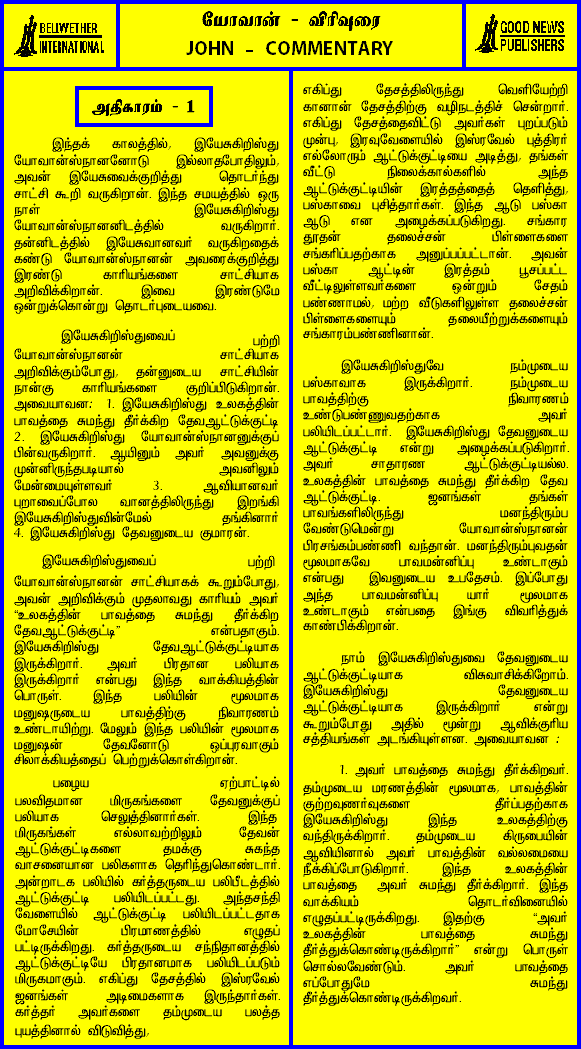 BELWETHER
INTERNATIONAL
யோவான் - விரிவுரை
JOHN - COMMENTARY
GOOD NEWS
PUBLISHERS
அதிகாரம் - 1
இந்தக் காலத்தில், இயேசுகிறிஸ்து
யோவான்ஸ்நானனோடு இல்லாதபோதிலும்,
அவன் இயேசுவைக்குறித்து தொடர்ந்து
சாட்சி கூறி வருகிறான். இந்த சமயத்தில் ஒரு
நாள் இயேசுகிறிஸ்து
யோவான்ஸ்நானனிடத்தில் வருகிறார்.
தன்னிடத்தில் இயேசுவானவர் வருகிறதைக்
கண்டு யோவான்ஸ்நானன் அவரைக்குறித்து
இரண்டு காரியங்களை சாட்சியாக
அறிவிக்கிறான். இவை இரண்டுமே
ஒன்றுக்கொன்று தொடர்புடையவை.
இயேசுகிறிஸ்துவைப் பற்றி
யோவான்ஸ்நானன் சாட்சியாக
அறிவிக்கும்போது, தன்னுடைய சாட்சியின்
நான்கு காரியங்களை குறிப்பிடுகிறான்.
அவையாவன: 1. இயேசுகிறிஸ்து உலகத்தின்
பாவத்தை சுமந்து தீர்க்கிற தேவஆட்டுக்குட்டி
2. இயேசுகிறிஸ்து யோவான்ஸ்நானனுக்குப்
பின்வருகிறார். ஆயினும் அவர் அவனுக்கு
முன்னிருந்தபடியால் அவனிலும்
மேன்மையுள்ளவர் 3. ஆவியானவர்
புறாவைப்போல வானத்திலிருந்து இறங்கி
இயேசுகிறிஸ்துவின்மேல் தங்கினார்
4. இயேசுகிறிஸ்து தேவனுடைய குமாரன்.
இயேசுகிறிஸ்துவைப் பற்றி
யோவான்ஸ்நானன் சாட்சியாகக் கூறும்போது,
அவன் அறிவிக்கும் முதலாவது காரியம் அவர்
“உலகத்தின் பாவத்தை சுமந்து தீர்க்கிற
தேவஆட்டுக்குட்டி” என்பதாகும்.
இயேசுகிறிஸ்து தேவஆட்டுக்குட்டியாக
இருக்கிறார். அவர் பிரதான பலியாக
இருக்கிறார் என்பது இந்த வாக்கியத்தின்
பொருள். இந்த பலியின் மூலமாக
மனுஷருடைய பாவத்திற்கு நிவாரணம்
உண்டாயிற்று. மேலும் இந்த பலியின் மூலமாக
மனுஷன் தேவனோடு ஒப்புரவாகும்
சிலாக்கியத்தைப் பெற்றுக்கொள்கிறான்.
பழைய ஏற்பாட்டில்
பலவிதமான மிருகங்களை தேவனுக்குப்
பலியாக செலுத்தினார்கள். இந்த
மிருகங்கள் எல்லாவற்றிலும் தேவன்
ஆட்டுக்குட்டிகளை தமக்கு சுகந்த
வாசனையான பலிகளாக தெரிந்துகொண்டார்.
அன்றாடக பலியில் கர்த்தருடைய பலிபீடத்தில்
ஆட்டுக்குட்டி பலியிடப்பட்டது. அந்தசந்தி
வேளையில் ஆட்டுக்குட்டி பலியிடப்பட்டதாக
மோசேயின் பிரமாணத்தில் எழுதப்
பட்டிருக்கிறது. கர்த்தருடைய சந்நிதானத்தில்
ஆட்டுக்குட்டியே பிரதானமாக பலியிடப்படும்
மிருகமாகும். எகிப்து தேசத்தில் இஸ்ரவேல்
ஜனங்கள் அடிமைகளாக இருந்தார்கள்.
கர்த்தர் அவர்களை தம்முடைய பலத்த
புயத்தினால் விடுவித்து,
எகிப்து தேசத்திலிருந்து வெளியேற்றி
கானான் தேசத்திற்கு வழிநடத்திச் சென்றார்.
எகிப்து தேசத்தைவிட்டு அவர்கள் புறப்படும்
முன்பு, இரவுவேளையில் இஸ்ரவேல் புத்திரர்
எல்லோரும் ஆட்டுக்குட்டியை அடித்து, தங்கள்
வீட்டு நிலைக்கால்களில் அந்த
ஆட்டுக்குட்டியின் இரத்தத்தைத் தெளித்து,
பஸ்காவை புசித்தார்கள். இந்த ஆடு பஸ்கா
ஆடு என அழைக்கப்படுகிறது. சங்கார
தூதன் தலைச்சன் பிள்ளைகளை
சங்கரிப்பதற்காக அனுப்பப்பட்டான். அவன்
பஸ்கா ஆட்டின் இரத்தம் பூசப்பட்ட
வீட்டிலுள்ளவர்களை ஒன்றும் சேதம்
பண்ணாமல், மற்ற வீடுகளிலுள்ள தலைச்சன்
பிள்ளைகளையும் தலையீற்றுக்களையும்
சங்காரம்பண்ணினான்.
இயேசுகிறிஸ்துவே நம்முடைய
பஸ்காவாக இருக்கிறார். நம்முடைய
பாவத்திற்கு நிவாரணம்
உண்டுபண்ணுவதற்காக அவர்
பலியிடப்பட்டார். இயேசுகிறிஸ்து தேவனுடைய
ஆட்டுக்குட்டி என்று அழைக்கப்படுகிறார்.
அவர் சாதாரண ஆட்டுக்குட்டியல்ல.
உலகத்தின் பாவத்தை சுமந்து தீர்க்கிற தேவ
ஆட்டுக்குட்டி. ஜனங்கள் தங்கள்
பாவங்களிலிருந்து மனந்திரும்ப
வேண்டுமென்று யோவான்ஸ்நானன்
பிரசங்கம்பண்ணி வந்தான். மனந்திரும்புவதன்
மூலமாகவே பாவமன்னிப்பு உண்டாகும்
என்பது இவனுடைய உபதேசம். இப்போது
அந்த பாவமன்னிப்பு யார் மூலமாக
உண்டாகும் என்பதை இங்கு விவரித்துக்
காண்பிக்கிறான்.
நாம் இயேசுகிறிஸ்துவை தேவனுடைய
ஆட்டுக்குட்டியாக விசுவாசிக்கிறோம்.
இயேசுகிறிஸ்து தேவனுடைய
ஆட்டுக்குட்டியாக இருக்கிறார் என்று
கூறும்போது அதில் மூன்று ஆவிக்குரிய
சத்தியங்கள் அடங்கியுள்ளன. அவையாவன :
1. அவர் பாவத்தை சுமந்து தீர்க்கிறவர்.
தம்முடைய மரணத்தின் மூலமாக, பாவத்தின்
குற்றவுணர்வுகளை தீர்ப்பதற்காக
இயேசுகிறிஸ்து இந்த உலகத்திற்கு
வந்திருக்கிறார். தம்முடைய கிருபையின்
ஆவியினால் அவர் பாவத்தின் வல்லமையை
நீக்கிப்போடுகிறார். இந்த உலகத்தின்
பாவத்தை அவர் சுமந்து தீர்க்கிறார். இந்த
வாக்கியம் தொடர்வினையில்
எழுதப்பட்டிருக்கிறது. இதற்கு “அவர்
உலகத்தின் பாவத்தை சுமந்து
தீர்த்துக்கொண்டிருக்கிறார்” என்று பொருள்
சொல்லவேண்டும். அவர் பாவத்தை
எப்போதுமே சுமந்து
தீர்த்துக்கொண்டிருக்கிறவர்.